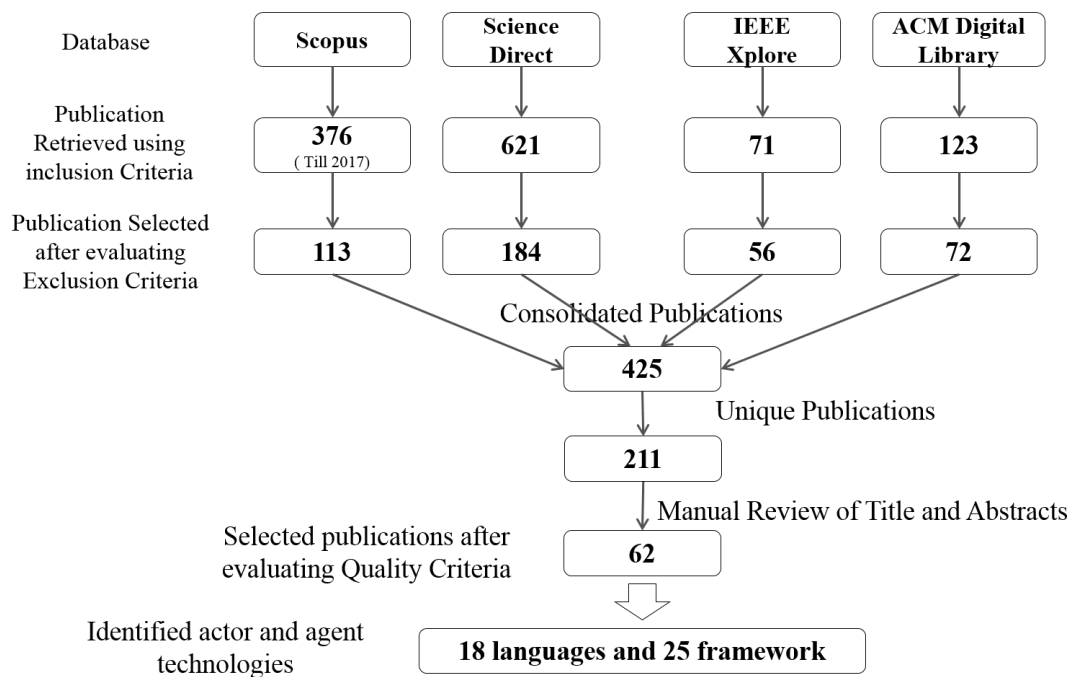 Database
Scopus
Science
Direct
IEEE
Xplore
ACM Digital
Library
Publication
Retrieved using
inclusion Criteria
376
( Till 2017)
621
71
123
Publication Selected
after evaluating
Exclusion Criteria
113
184
56
72
Consolidated Publications
425
Unique Publications
211
Manual Review of Title and Abstracts
Selected publications after
evaluating Quality Criteria
62
Identified actor and agent
technologies
18 languages and 25 framework